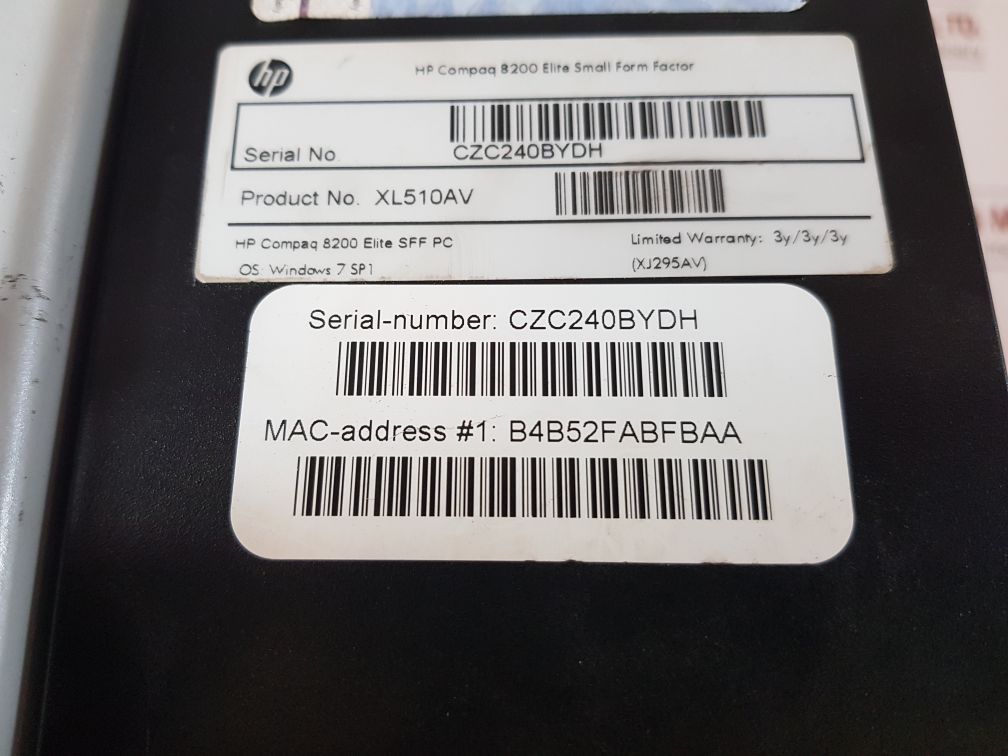 hp
HP Compaq 8200 Elite Small Form Factor
Serial No.
CZC240BYDH
Product No. XL510AV
HP Compaq 8200 Elite SFF PC
Limited Warranty: 3y/3y/3y
OS: Windows 7 SP1
(XJ295AV)
Serial-number: CZC240BYDH
MAC-address #1: B4B52FABFBAA